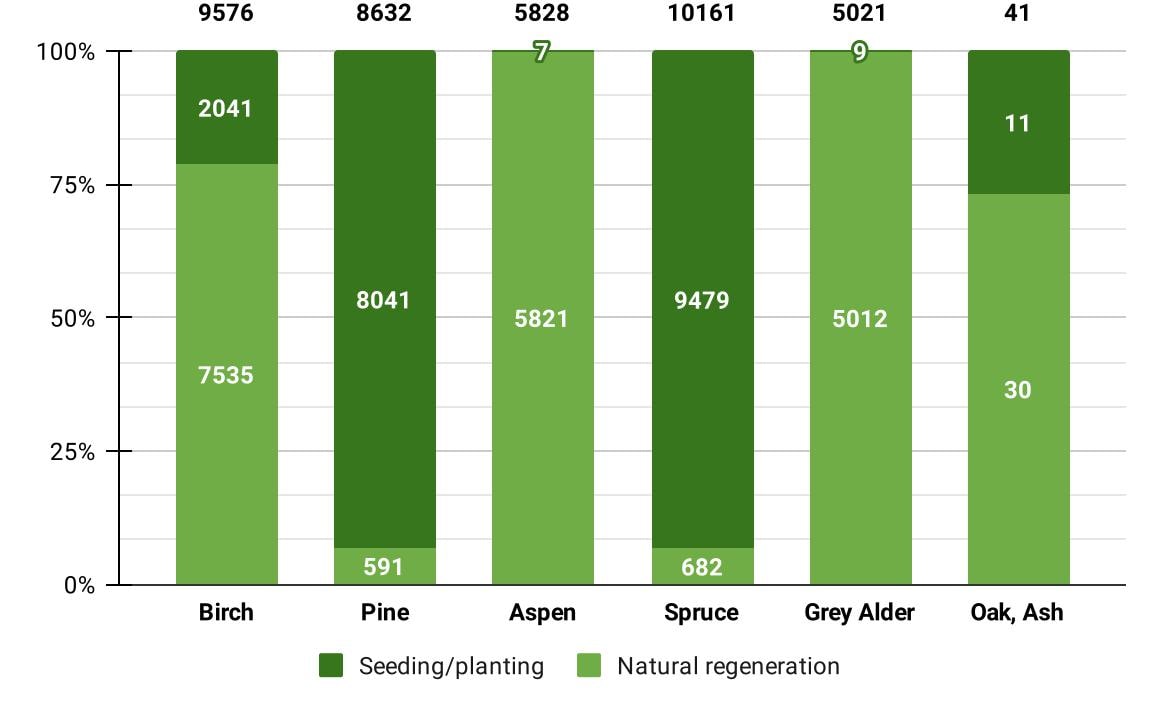 9576 8632 5828 10161 5021 41
100% 7 9
2041 11
75%
8041 9479
50% 5821 5012
7535 30
25%
591 682
0%
Birch Pine Aspen Spruce Grey Alder Oak, Ash
Seeding/planting Natural regeneration